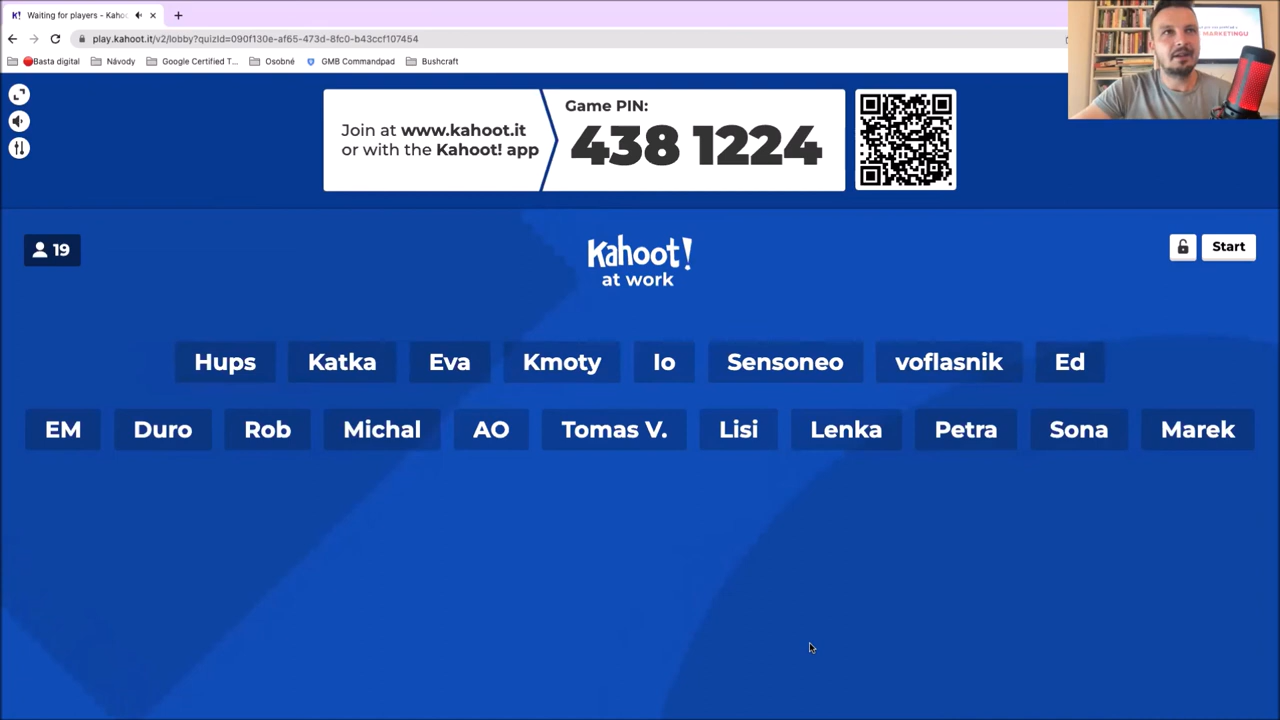 Waiting for players - Kahoo
play.kahoot.it/v2/lobby?quizId=090f130e-af65-473d-8fc0-b43ccf107454
Basta digital
Návody
Google Certified T...
Osobné
GMB Commandpad
Bushcraft
MARKETINGU
Join at www.kahoot.it
or with the Kahoot! app
Game PIN:
438 1224
19
Kahoot!
at work
Start
Hups Katka Eva Kmoty Io Sensoneo voflasnik Ed
EM Duro Rob Michal AO Tomas V. Lisi Lenka Petra Sona Marek